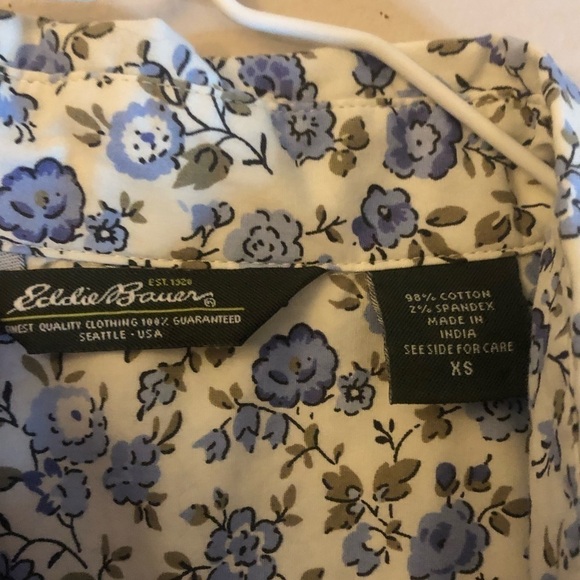 EST. 1920
Eddie Bauer®
FINEST QUALITY CLOTHING 100% GUARANTEED
SEATTLE · USA
98% COTTON
2% SPANDEX
MADE IN
INDIA
SEE SIDE FOR CARE
XS